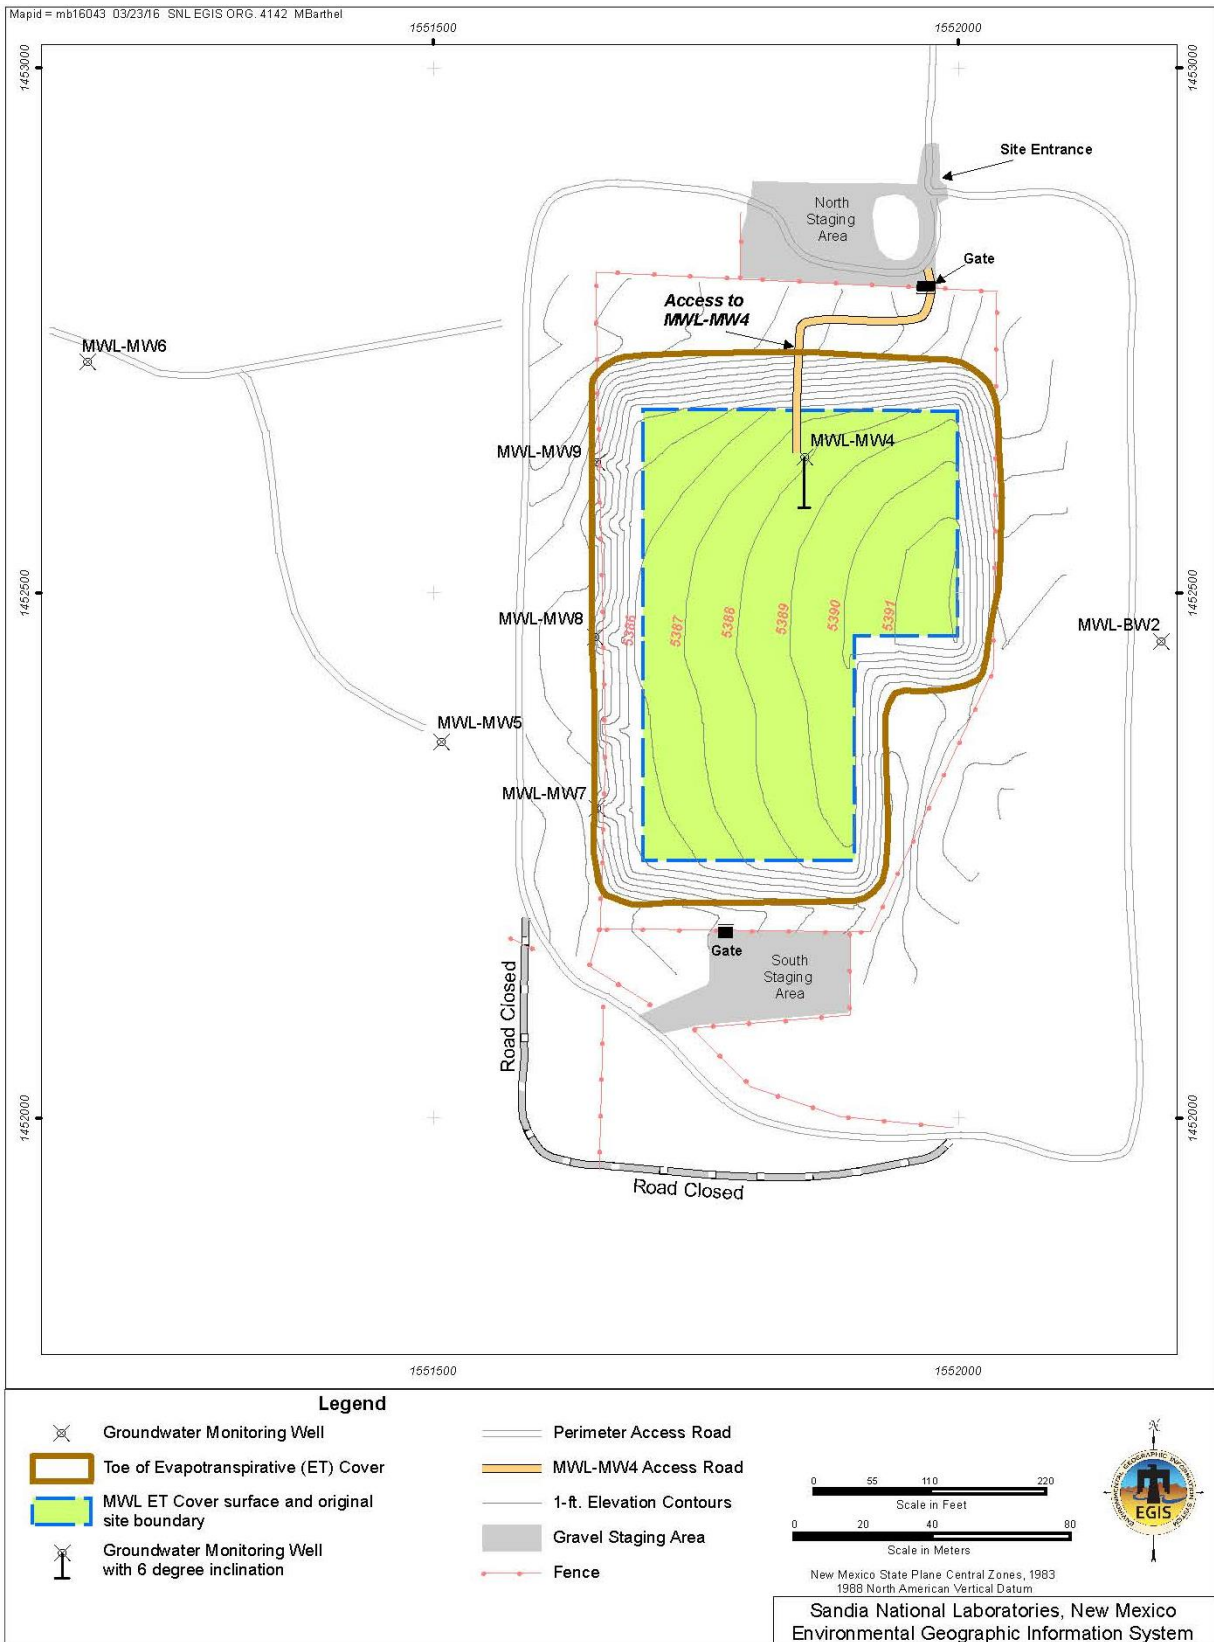 Mapid = mb16043 03/23/16 SNL EGIS ORG. 4142 MBarthel
1551500
1552000
1453000
1453000
Site Entrance
North
Staging
Area
Gate
Access to
MWL-MW4
MWL-MW6
MWL-MW9
MWL-MW4
1452500
1452500
MWL-MW8
5386
5387
5388
5389
5390
5391
MWL-BW2
MWL-MW5
MWL-MW7
Gate
South
Staging
Area
Road Closed
1452000
1452000
Road Closed
1551500
1552000
Legend
Groundwater Monitoring Well
Toe of Evapotranspirative (ET) Cover
MWL ET Cover surface and original
site boundary
Groundwater Monitoring Well
with 6 degree inclination
Perimeter Access Road
MWL-MW4 Access Road
1-ft. Elevation Contours
Gravel Staging Area
Fence
0 55 110 220
Scale in Feet
0 20 40 80
Scale in Meters
New Mexico State Plane Central Zones, 1983
1988 North American Vertical Datum
N
ENVIRONMENTAL GEOGRAPHIC INFORMATION SYSTEM
EGIS
Sandia National Laboratories, New Mexico
Environmental Geographic Information System